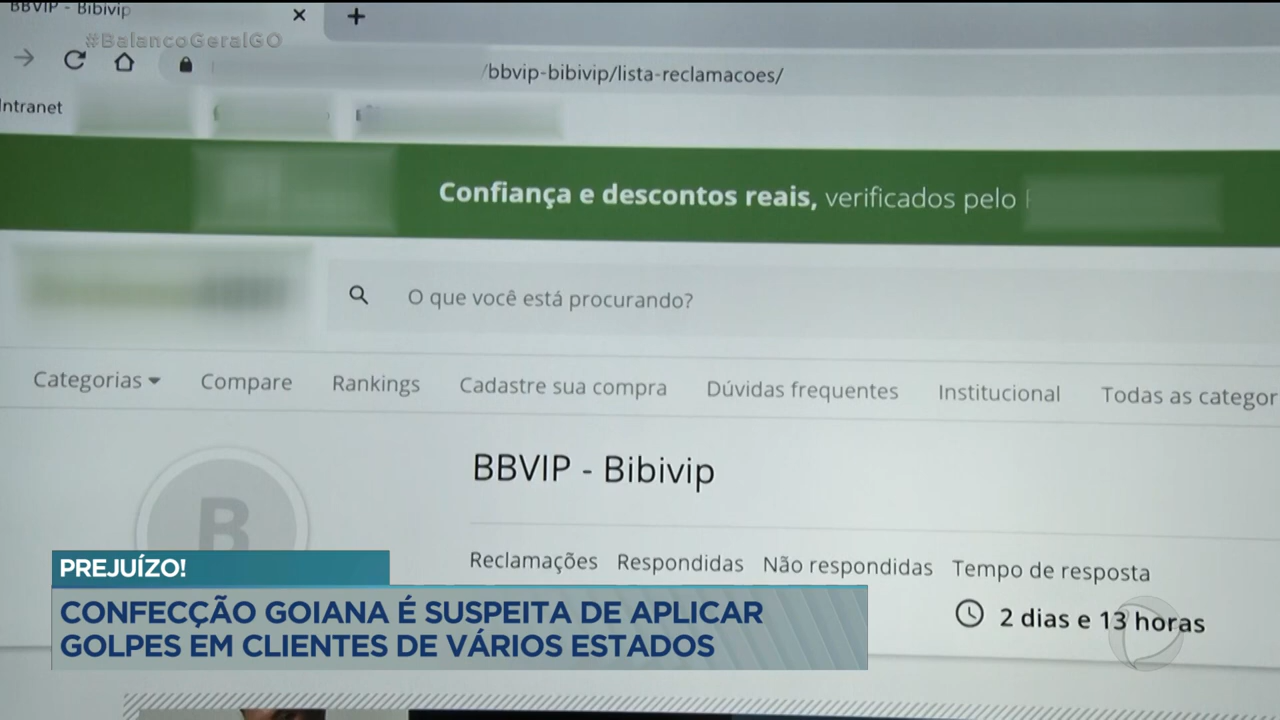 BBVIP - Bibivip
#BalancoGeralGO
/bbvip-bibivip/lista-reclamacoes/
Intranet
Confiança e descontos reais, verificados pelo
O que você está procurando?
Categorias Compare Rankings Cadastre sua compra Dúvidas frequentes Institucional Todas as categor
BBVIP - Bibivip
B
Reclamações Respondidas Não respondidas Tempo de resposta
2 dias e 13 horas
PREJUÍZO!
CONFECÇÃO GOIANA É SUSPEITA DE APLICAR
GOLPES EM CLIENTES DE VÁRIOS ESTADOS